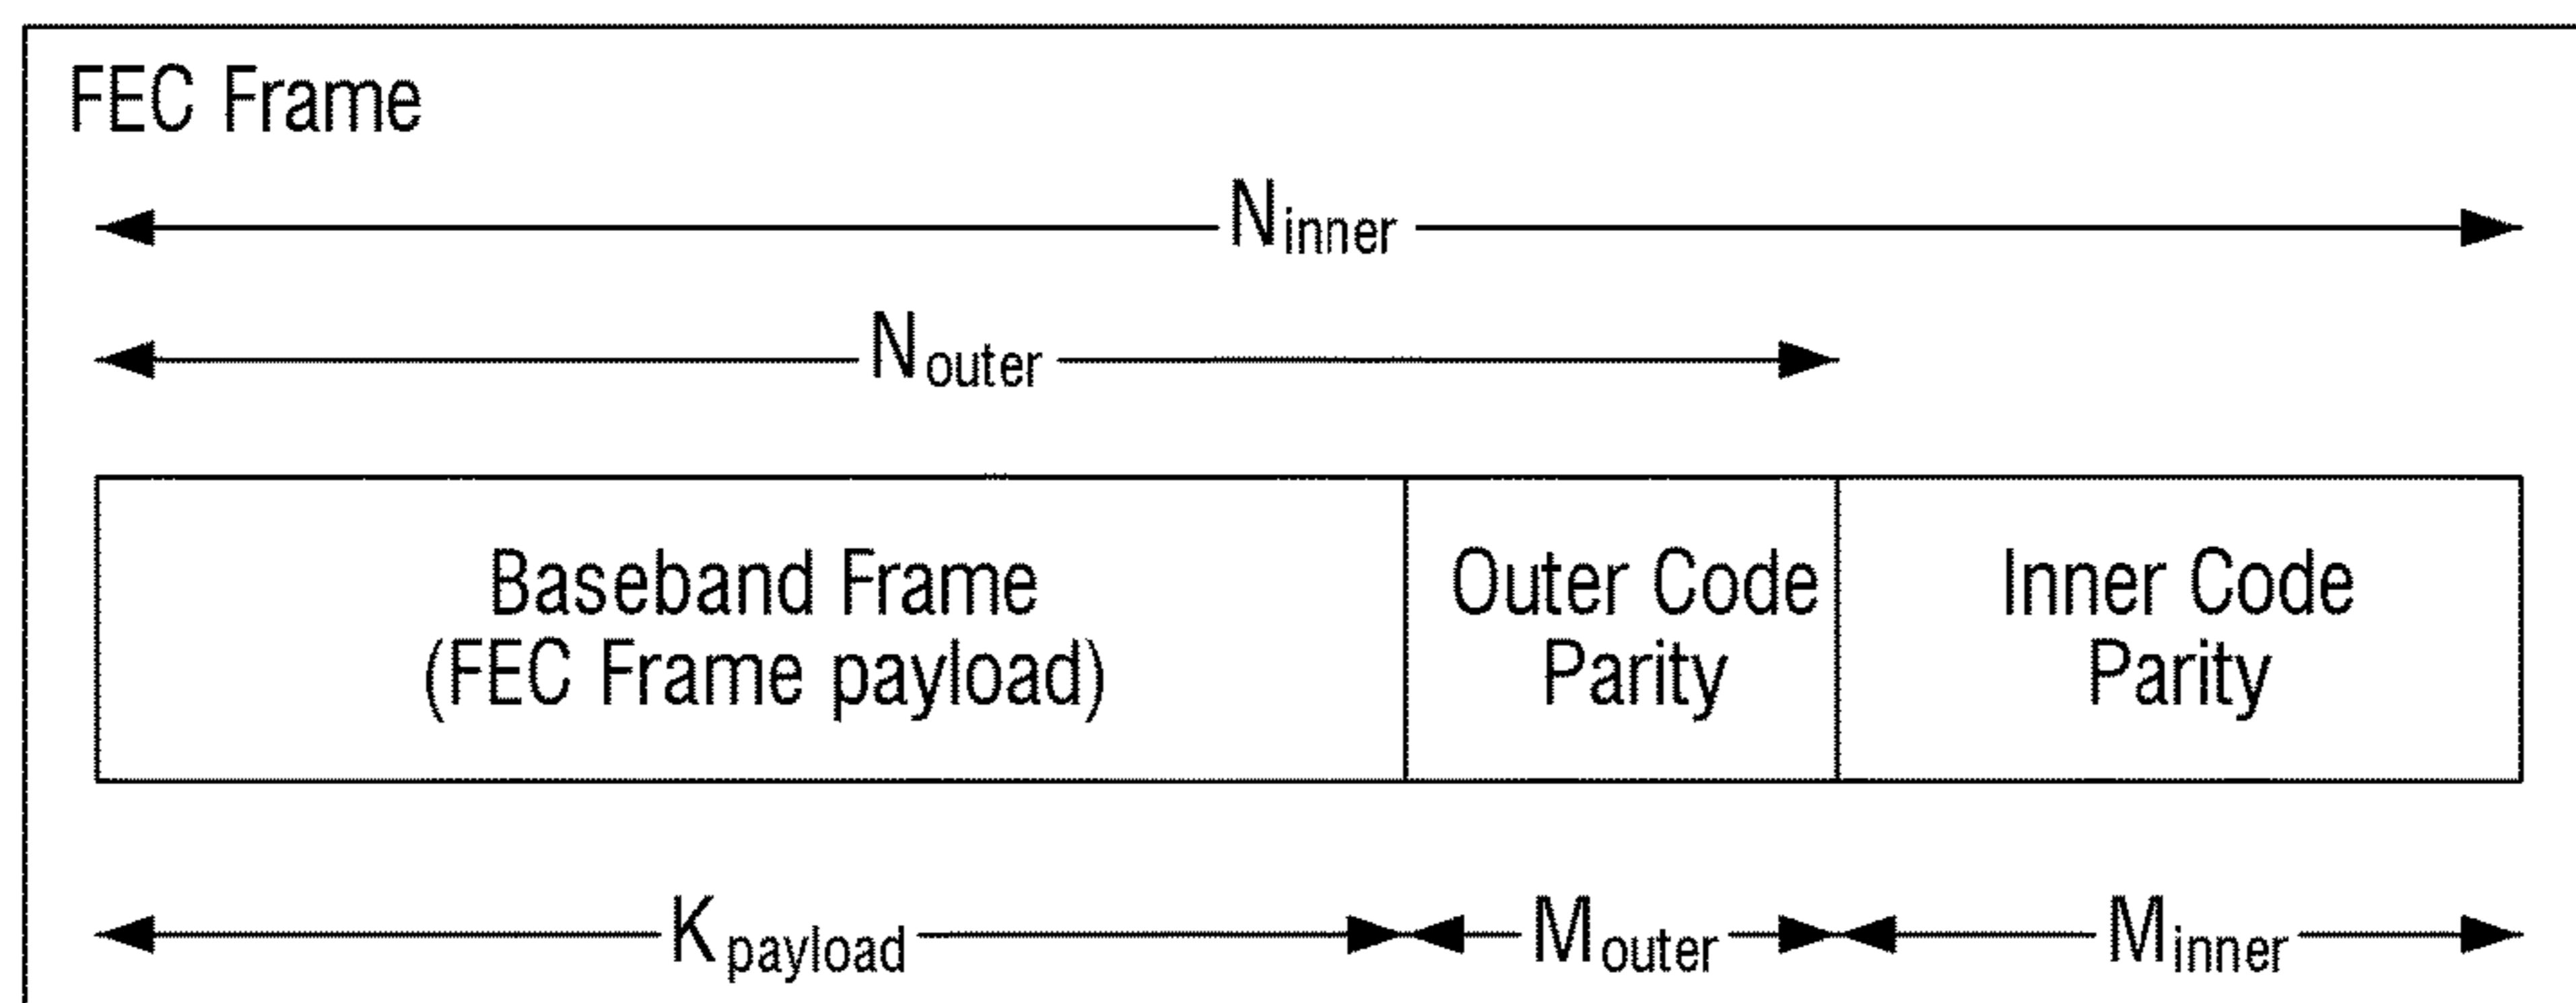 FEC Frame
Ninner
Nouter
Baseband Frame
(FEC Frame payload)
Outer Code
Parity
Inner Code
Parity
Kpayload
Mouter
Minner